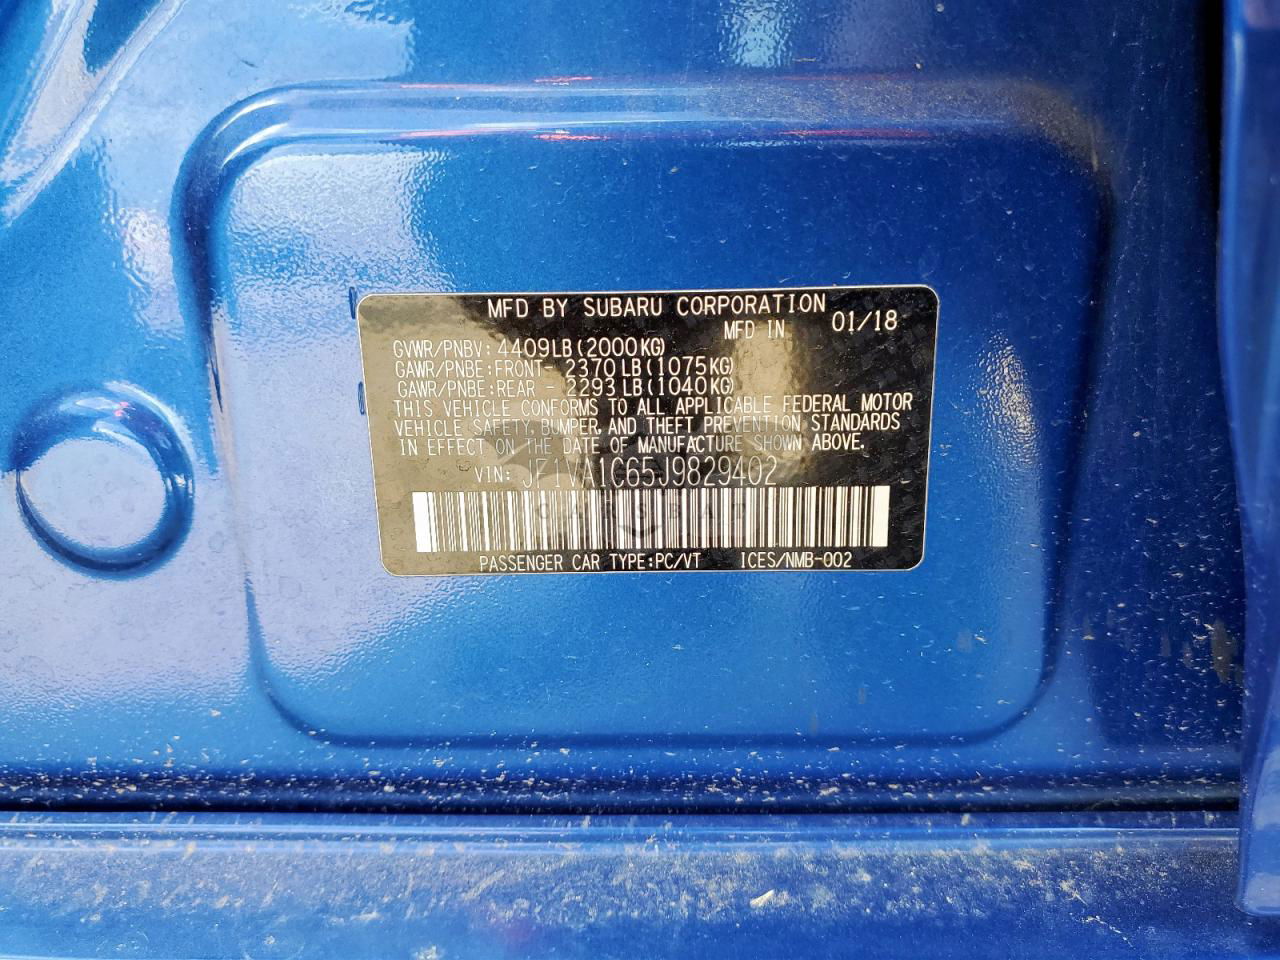 MFD BY SUBARU CORPORATION
MFD IN 01/18
GVWR/PNBV: 4409LB(2000KG)
GAWR/PNBE:FRONT- 2370LB(1075KG)
GAWR/PNBE:REAR - 2293LB(1040KG)
THIS VEHICLE CONFORMS TO ALL APPLICABLE FEDERAL MOTOR
VEHICLE SAFETY, BUMPER, AND THEFT PREVENTION STANDARDS
IN EFFECT ON THE DATE OF MANUFACTURE SHOWN ABOVE.
VIN: JF1VA1C65J9829402
CARSBAD
PASSENGER CAR TYPE:PC/VT ICES/NMB-002